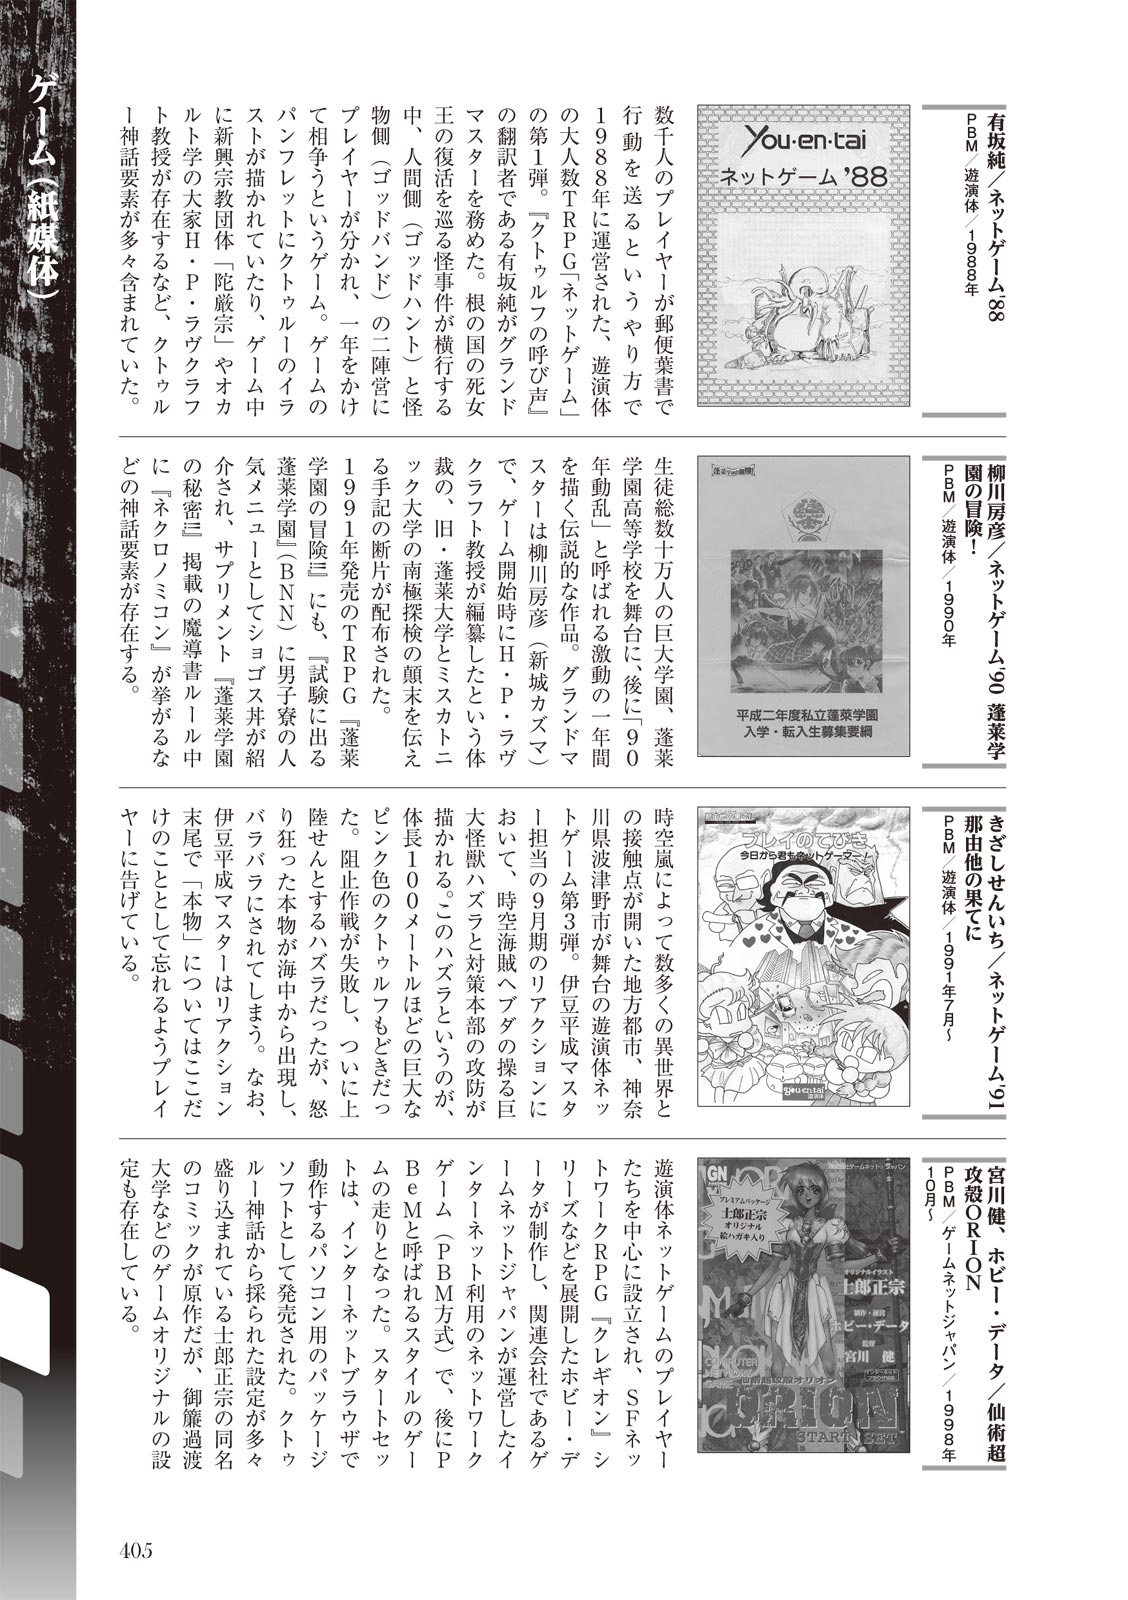 ゲーム（紙媒体）
有坂純／ネットゲーム'88
PBM／遊演体／1988年
You·en·tai
ネットゲーム '88
数千人のプレイヤーが郵便葉書で
行動を送るというやり方で
1988年に運営された、遊演体
の大人数TRPG「ネットゲーム」
の第1弾。『クトゥルフの呼び声』
の翻訳者である有坂純がグランド
マスターを務めた。根の国の死女
王の復活を巡る怪事件が横行する
中、人間側（ゴッドハント）と怪
物側（ゴッドバンド）の二陣営に
プレイヤーが分かれ、一年をかけ
て相争うというゲーム。ゲームの
パンフレットにクトゥルーのイラ
ストが描かれていたり、ゲーム中
に新興宗教団体「陀厳宗」やオカ
ルト学の大家H・P・ラヴクラフ
ト教授が存在するなど、クトゥル
ー神話要素が多々含まれていた。
柳川房彦／ネットゲーム'90 蓬莱学
園の冒険！
PBM／遊演体／1990年
蓬莱学園の冒険!
平成二年度私立蓬萊学園
入学・転入生募集要綱
生徒総数十万人の巨大学園、蓬莱
学園高等学校を舞台に、後に「90
年動乱」と呼ばれる激動の一年間
を描く伝説的な作品。グランドマ
スターは柳川房彦（新城カズマ）
で、ゲーム開始時にH・P・ラヴ
クラフト教授が編纂したという体
裁の、旧・蓬莱大学とミスカトニ
ック大学の南極探検の顛末を伝え
る手記の断片が配布された。
1991年発売のTRPG『蓬莱
学園の冒険!!』にも、『試験に出る
蓬莱学園』（BNN）に男子寮の人
気メニューとしてショゴス丼が紹
介され、サプリメント『蓬莱学園
の秘密!!』掲載の魔導書ルール中
に『ネクロノミコン』が挙がるな
どの神話要素が存在する。
きざしせんいち／ネットゲーム'91
那由他の果てに
PBM／遊演体／1991年7月～
プレイのてびき
今日から君もネットゲーマー！
you en tai
遊演体
時空嵐によって数多くの異世界と
の接触点が開いた地方都市、神奈
川県波津野市が舞台の遊演体ネッ
トゲーム第3弾。伊豆平成マスタ
ー担当の9月期のリアクションに
おいて、時空海賊ヘブダの操る巨
大怪獣ハズラと対策本部の攻防が
描かれる。このハズラというのが、
体長100メートルほどの巨大な
ピンク色のクトゥルフもどきだっ
た。阻止作戦が失敗し、ついに上
陸せんとするハズラだったが、怒
り狂った本物が海中から出現し、
バラバラにされてしまう。なお、
伊豆平成マスターはリアクション
末尾で「本物」についてはここだ
けのこととして忘れるようプレイ
ヤーに告げている。
宮川健、ホビー・データ／仙術超
攻殻ORION
PBM／ゲームネットジャパン／1998年
10月～
株式会社ゲームネット・ジャパン
GN
プレミアムパッケージ
士郎正宗
オリジナル
絵ハガキ入り
オリジナルイラスト
士郎正宗
制作・運営
ホビー・データ
監督
宮川 健
インターネット
ブラウザ対応
COMPUTER
NETWORK
GAME
仙術超攻殻オリオン
ORION
START SET
遊演体ネットゲームのプレイヤー
たちを中心に設立され、SFネッ
トワークRPG『クレギオン』シ
リーズなどを展開したホビー・デ
ータが制作し、関連会社であるゲ
ームネットジャパンが運営したイ
ンターネット利用のネットワーク
ゲーム（PBM方式）で、後にP
BeMと呼ばれるスタイルのゲー
ムの走りとなった。スタートセッ
トは、インターネットブラウザで
動作するパソコン用のパッケージ
ソフトとして発売された。クトゥ
ルー神話から採られた設定が多々
盛り込まれている士郎正宗の同名
のコミックが原作だが、御簾過渡
大学などのゲームオリジナルの設
定も存在している。
405